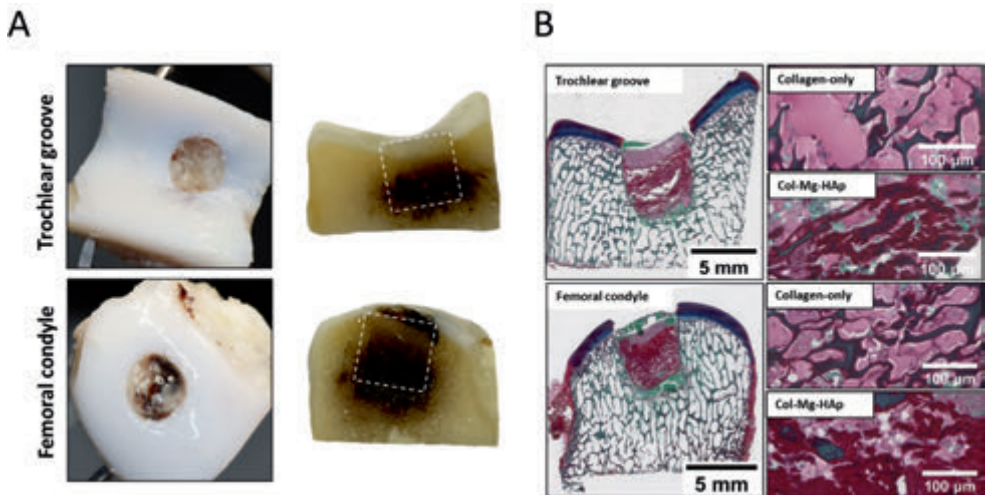 A
B
Trochlear groove
Femoral condyle
Trochlear groove
5 mm
Collagen-only
100 µm
Col-Mg-HAp
100 µm
Femoral condyle
5 mm
Collagen-only
100 µm
Col-Mg-HAp
100 µm